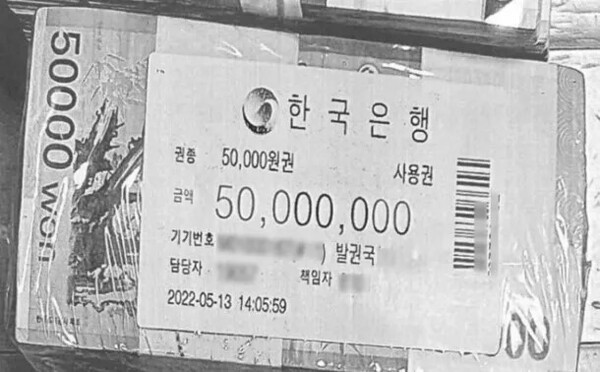 50000 won
한국은행
권종 50,000원권 사용권
금액 50,000,000
기기번호 ) 발권국
담당자 책임자
2022-05-13 14:05:59
00